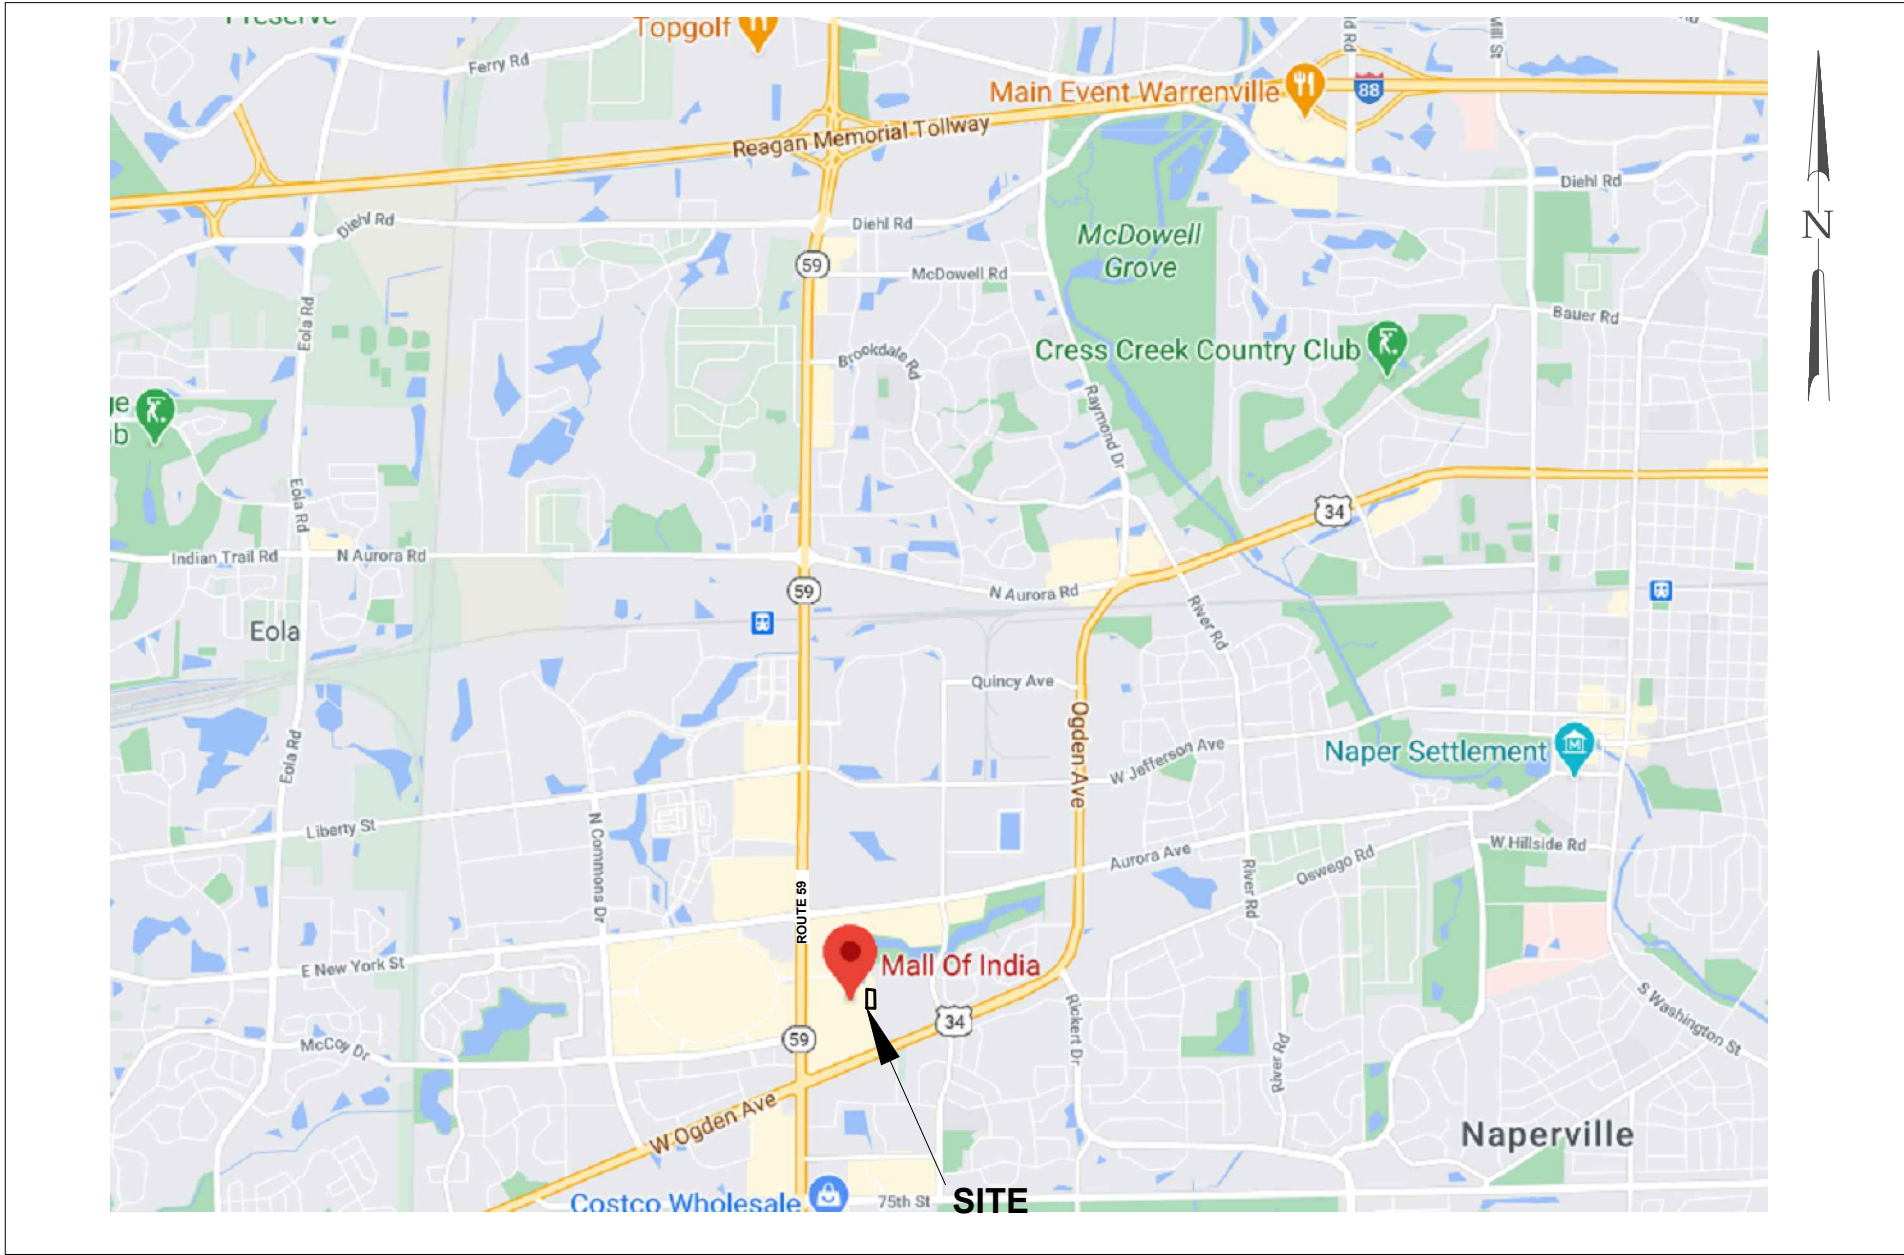 Preserve
Topgolf
Ferry Rd
Main Event Warrenville
88
Mill St
Reagan Memorial Tollway
Diehl Rd
Diehl Rd
Diehl Rd
N
McDowell
Grove
59
McDowell Rd
Eola Rd
Bauer Rd
Brookdale Rd
Cress Creek Country Club
Raymond Dr
Eola Rd
34
Indian Trail Rd
N Aurora Rd
59
N Aurora Rd
River Rd
Eola
Quincy Ave
Ogden Ave
Eola Rd
W Jefferson Ave
Naper Settlement
M
Liberty St
N Commons Dr
Aurora Ave
W Hillside Rd
Oswego Rd
River Rd
ROUTE 59
E New York St
Mall Of India
S Washington St
34
Rickert Dr
59
McCoy Dr
River Rd
W Ogden Ave
Naperville
Costco Wholesale
75th St
SITE